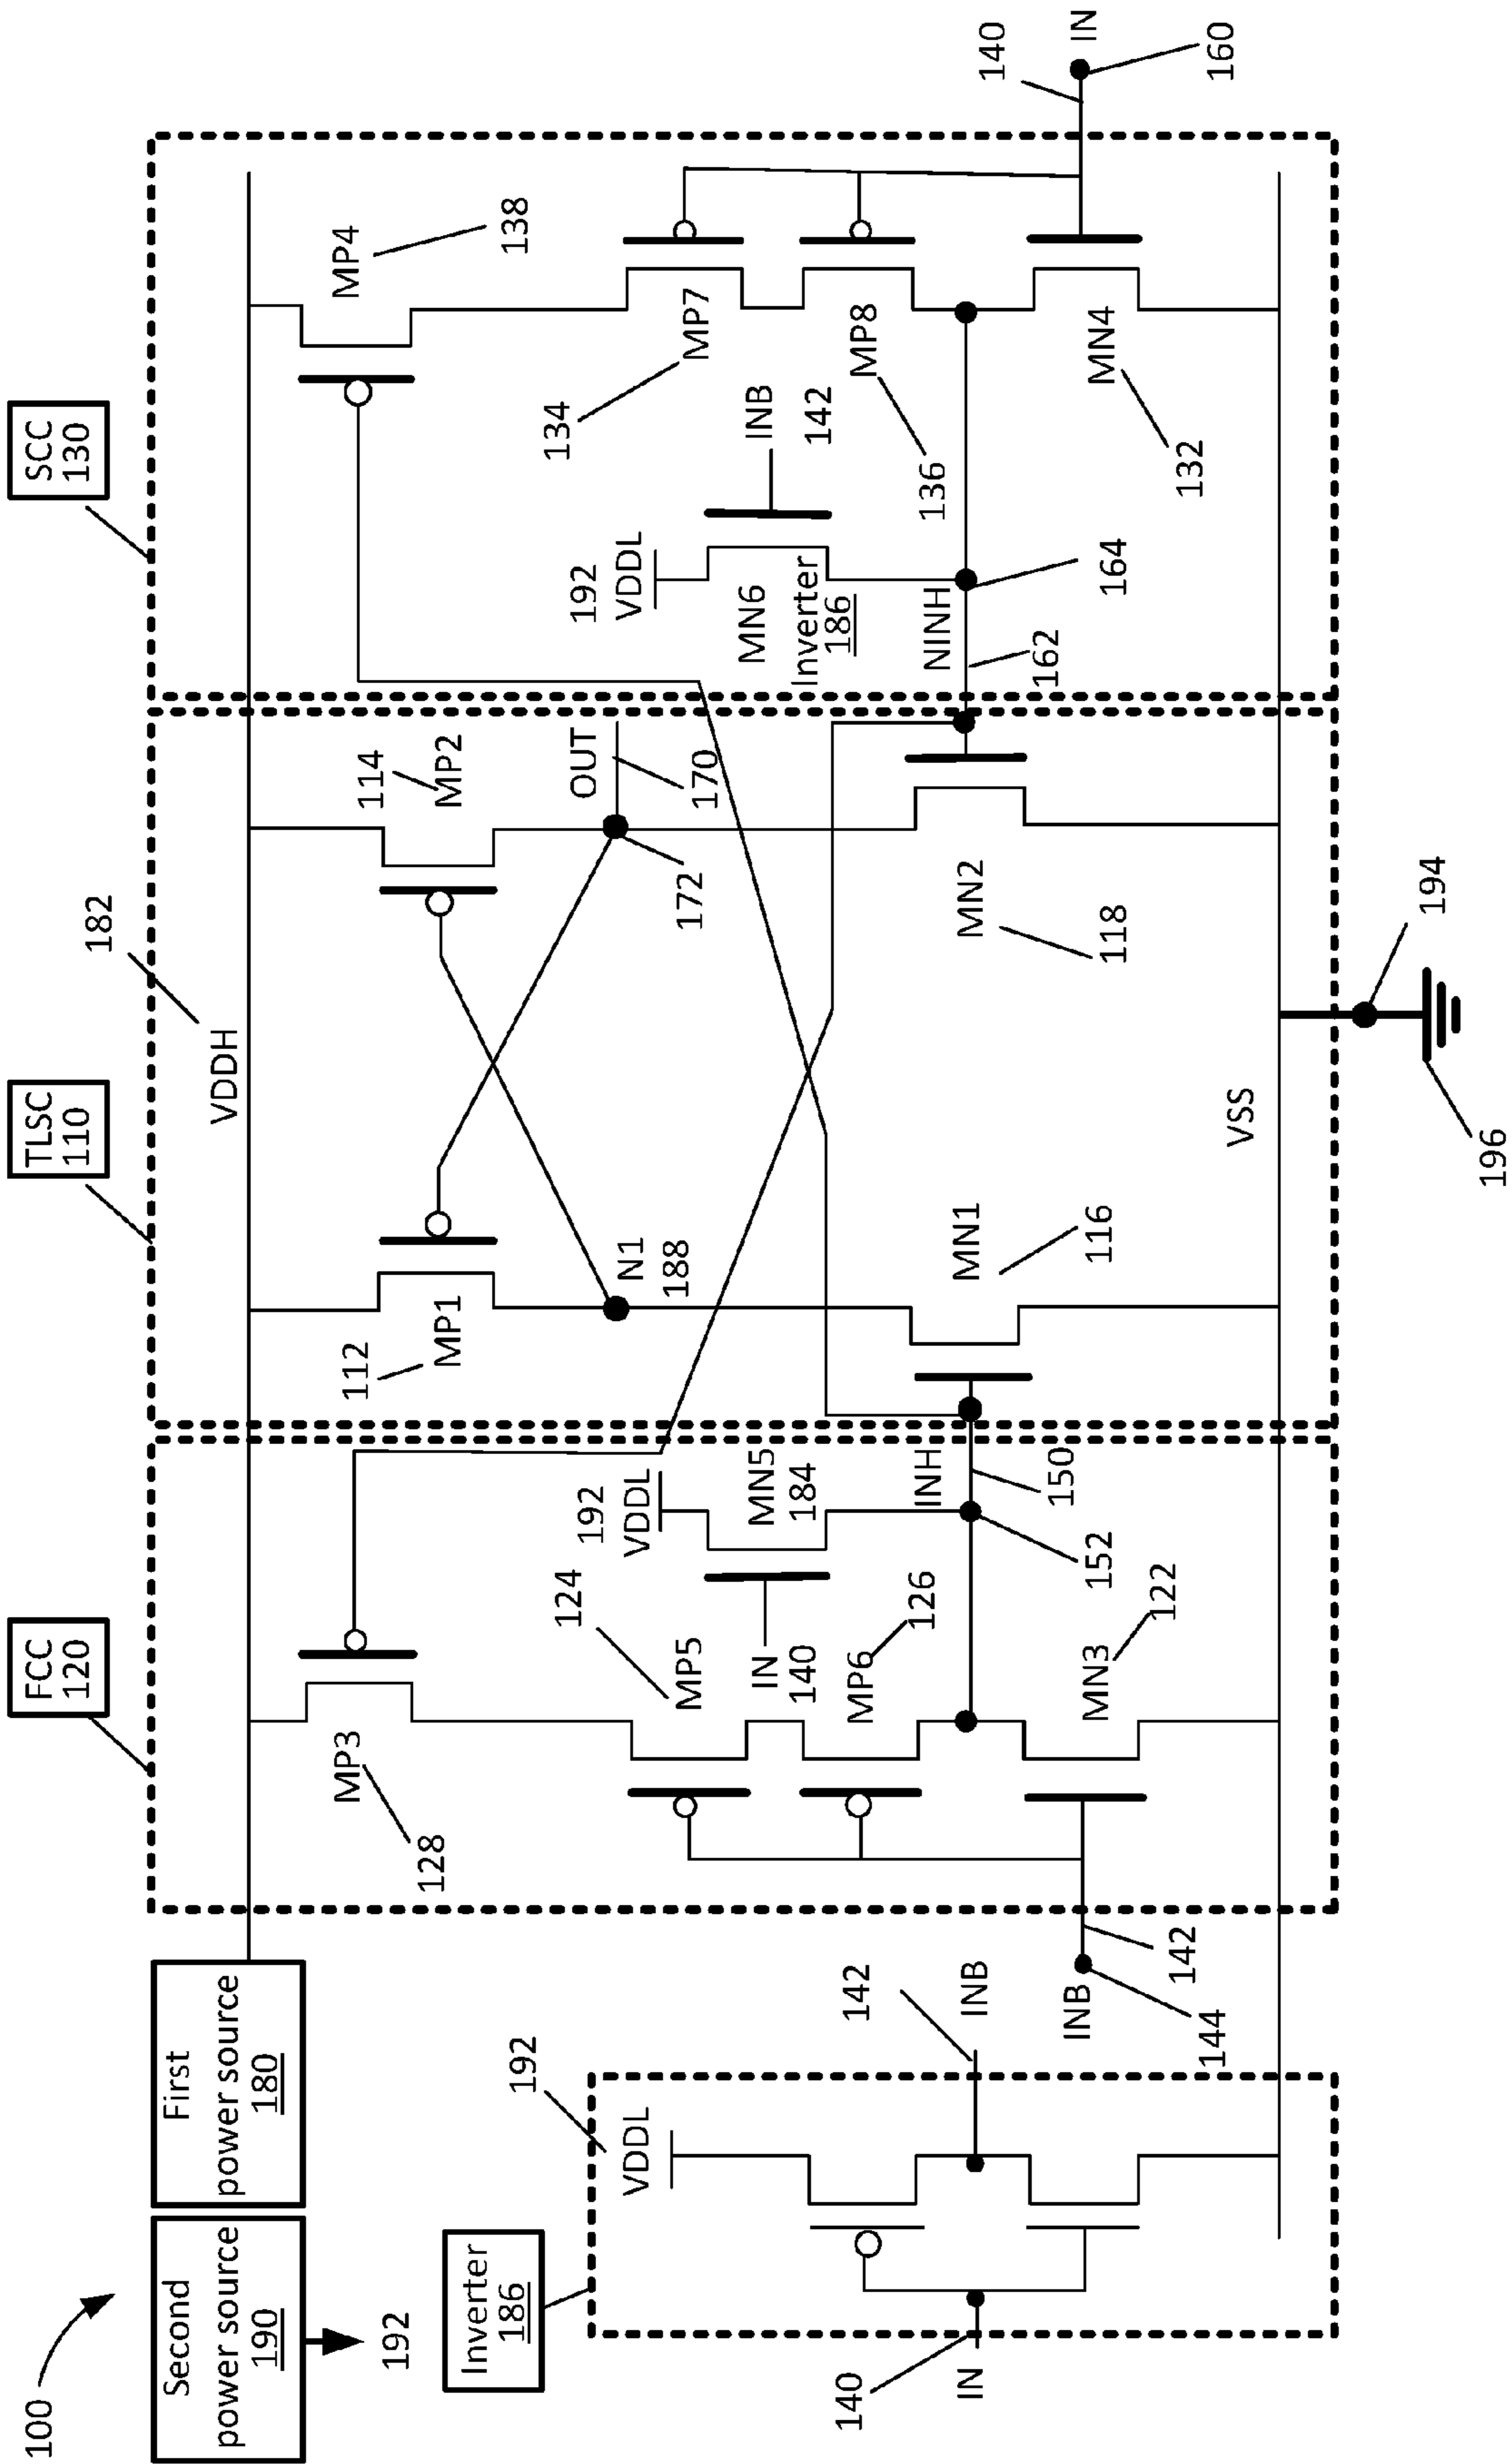 100
Second
power source
190
192
First
power source
180
Inverter
186
140
IN
VDDL
192
142
INB
INB
144
142
FCC
120
MP3
128
124
MP5
IN
140
MP6
126
MN3
122
192
VDDL
MN5
184
INH
150
152
TLSC
110
VDDH
182
112
MP1
N1
188
MN1
116
114
MP2
OUT
170
172
MN2
118
VSS
194
196
SCC
130
MP4
138
134
MP7
MP8
136
MN4
132
192
VDDL
MN6
Inverter
186
INB
142
NINH
162
164
140
IN
160